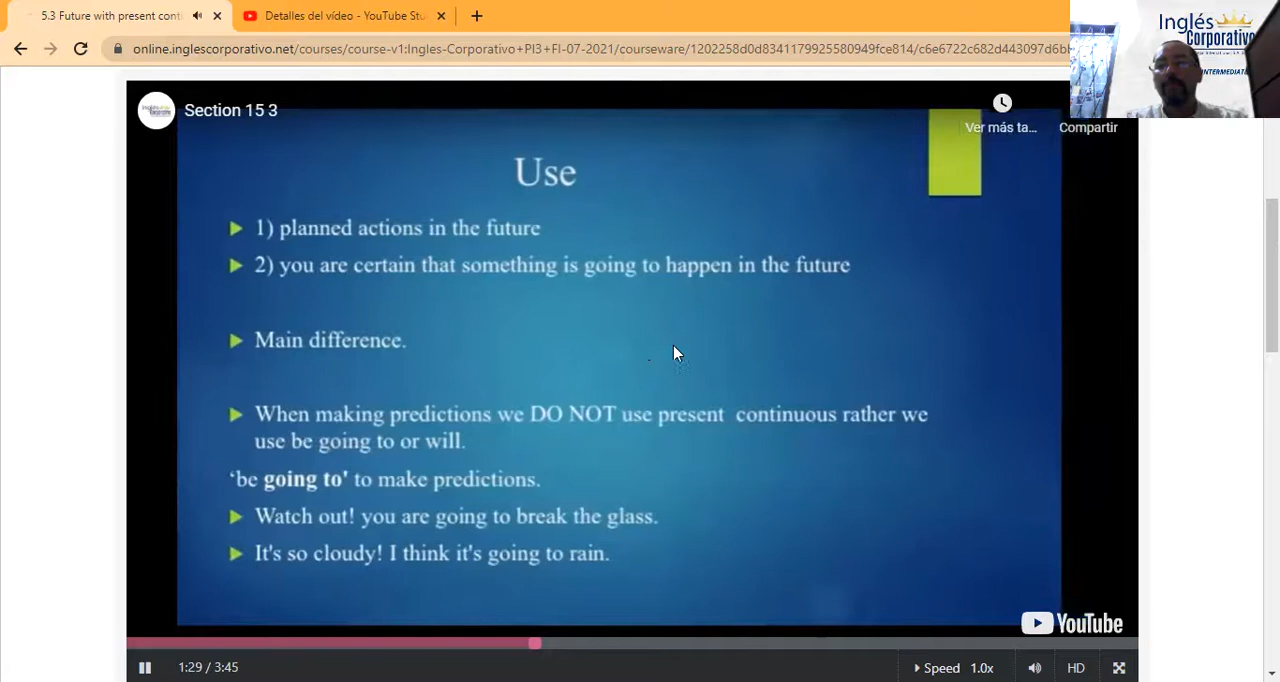 5.3 Future with present cont
Detalles del vídeo - YouTube Stu
online.inglescorporativo.net/courses/course-v1:Ingles-Corporativo+PI3+FI-07-2021/courseware/1202258d0d8341179925580949fce814/c6e6722c682d443097d6b
Inglés
Corporativo
INTERMEDIATE
Section 15 3
Ver más ta...
Compartir
Use
1) planned actions in the future
2) you are certain that something is going to happen in the future
Main difference.
When making predictions we DO NOT use present continuous rather we
use be going to or will.
'be going to' to make predictions.
Watch out! you are going to break the glass.
It's so cloudy! I think it's going to rain.
YouTube
1:29 / 3:45
Speed 1.0x
HD